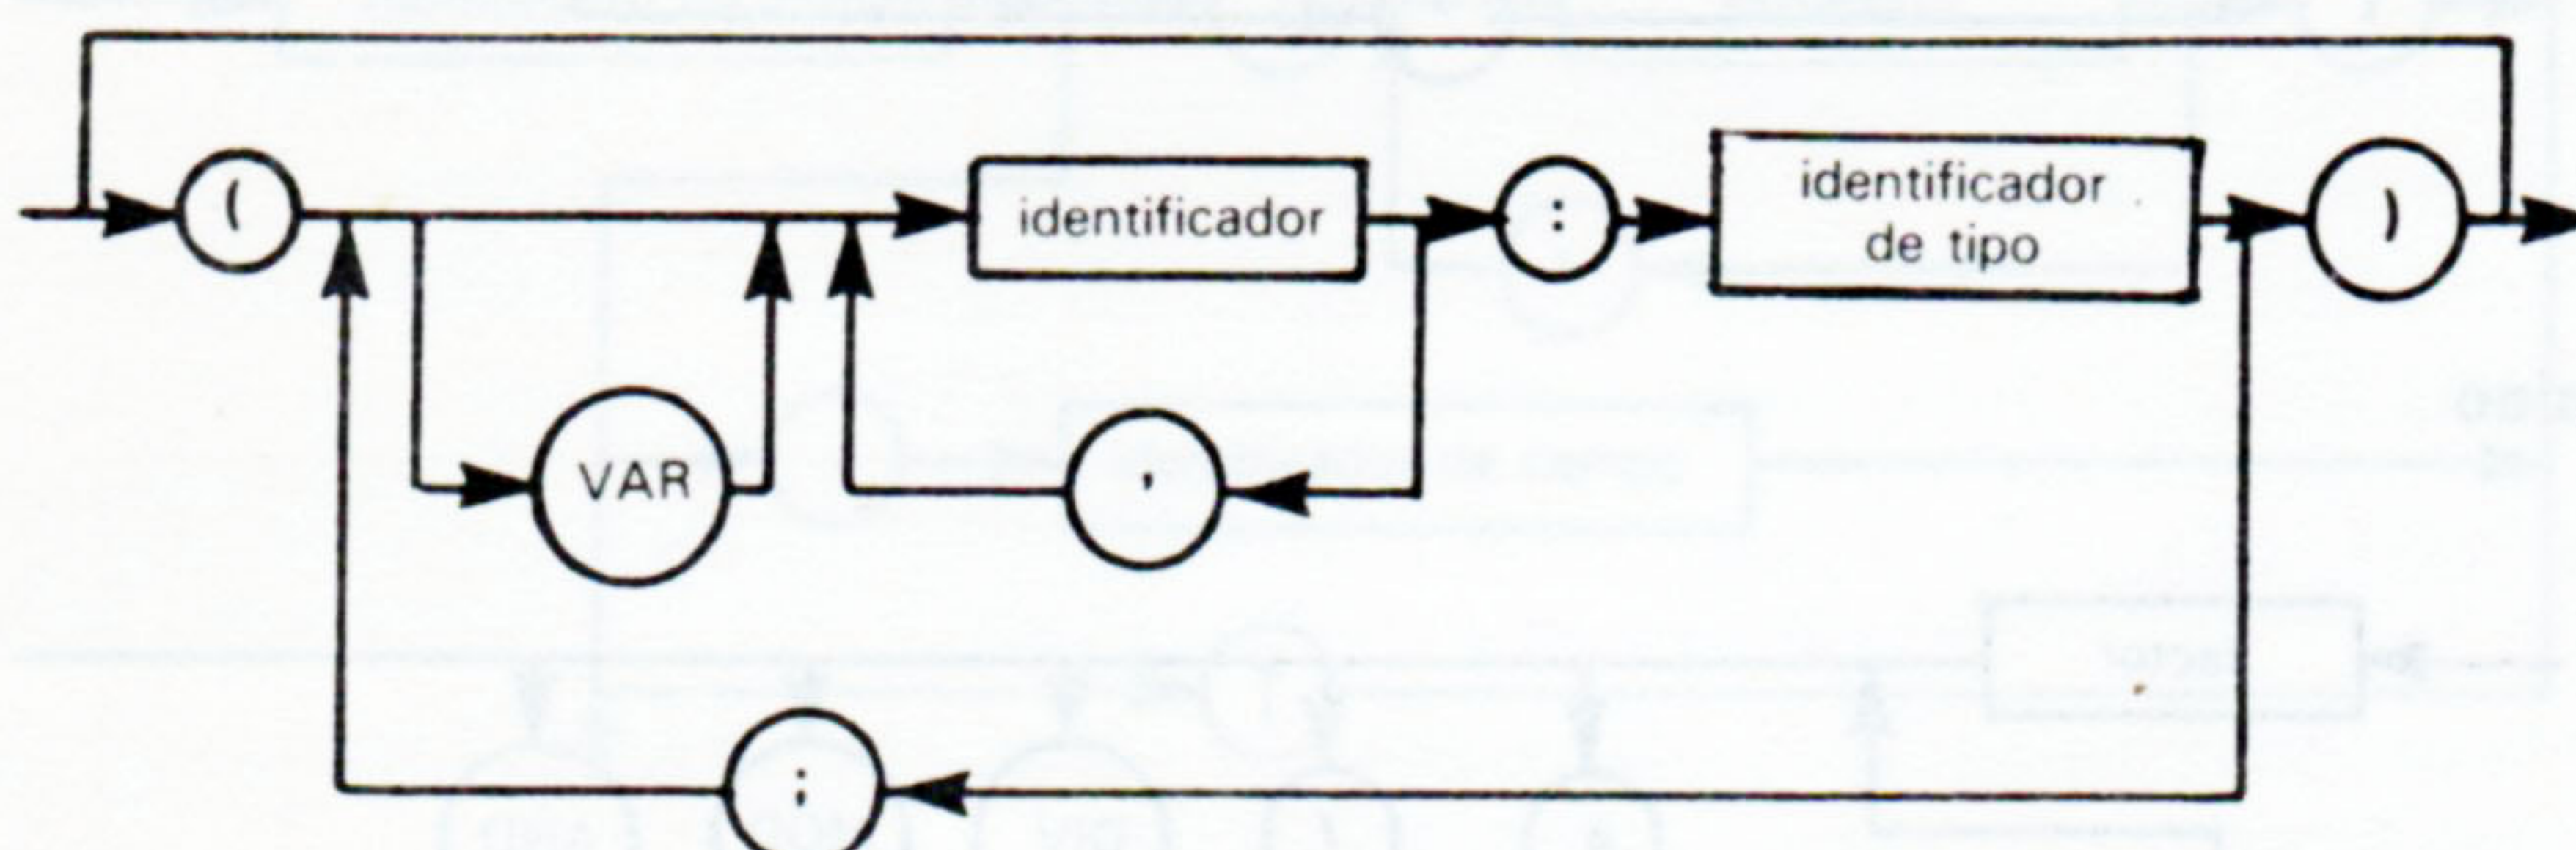 (
identificador
:
identificador
de tipo
)
VAR
,
;